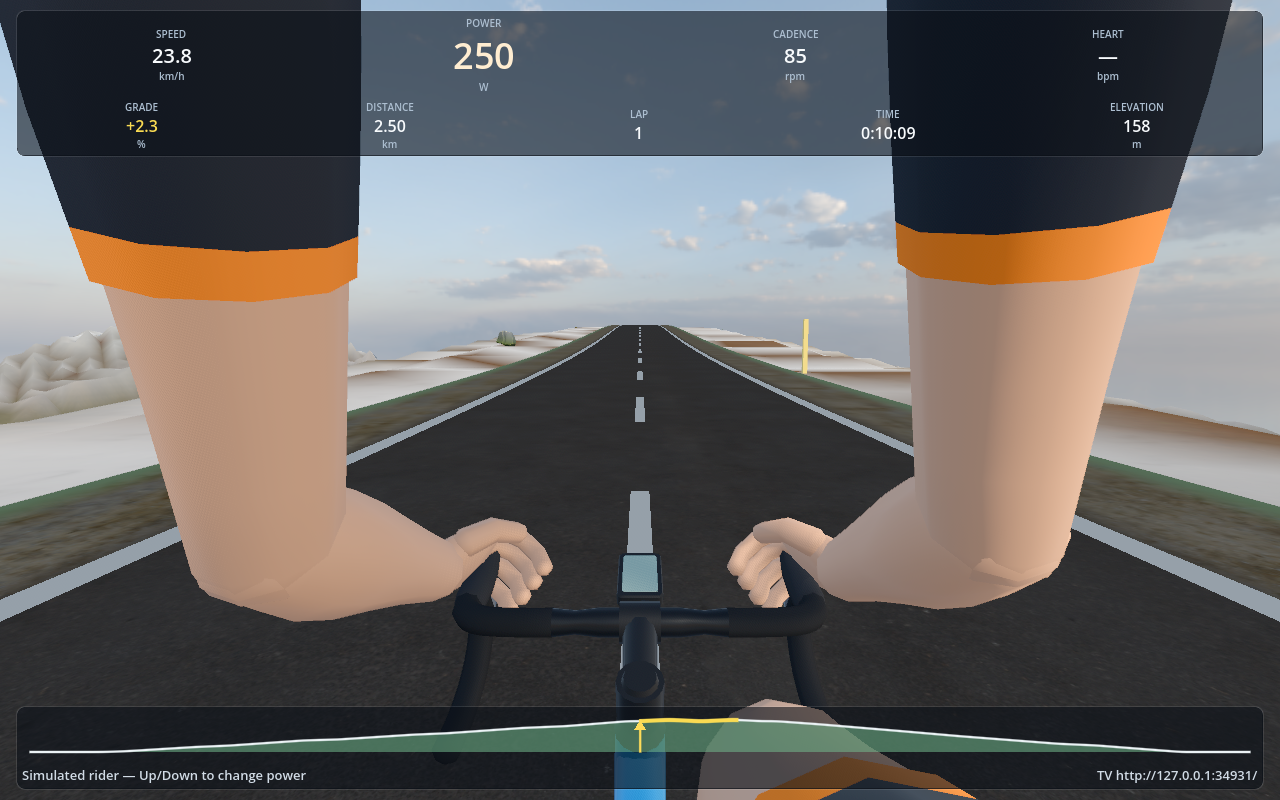 SPEED
23.8
km/h
POWER
250
W
CADENCE
85
rpm
HEART
—
bpm
GRADE
+2.3
%
DISTANCE
2.50
km
LAP
1
TIME
0:10:09
ELEVATION
158
m
Simulated rider — Up/Down to change power
TV http://127.0.0.1:34931/